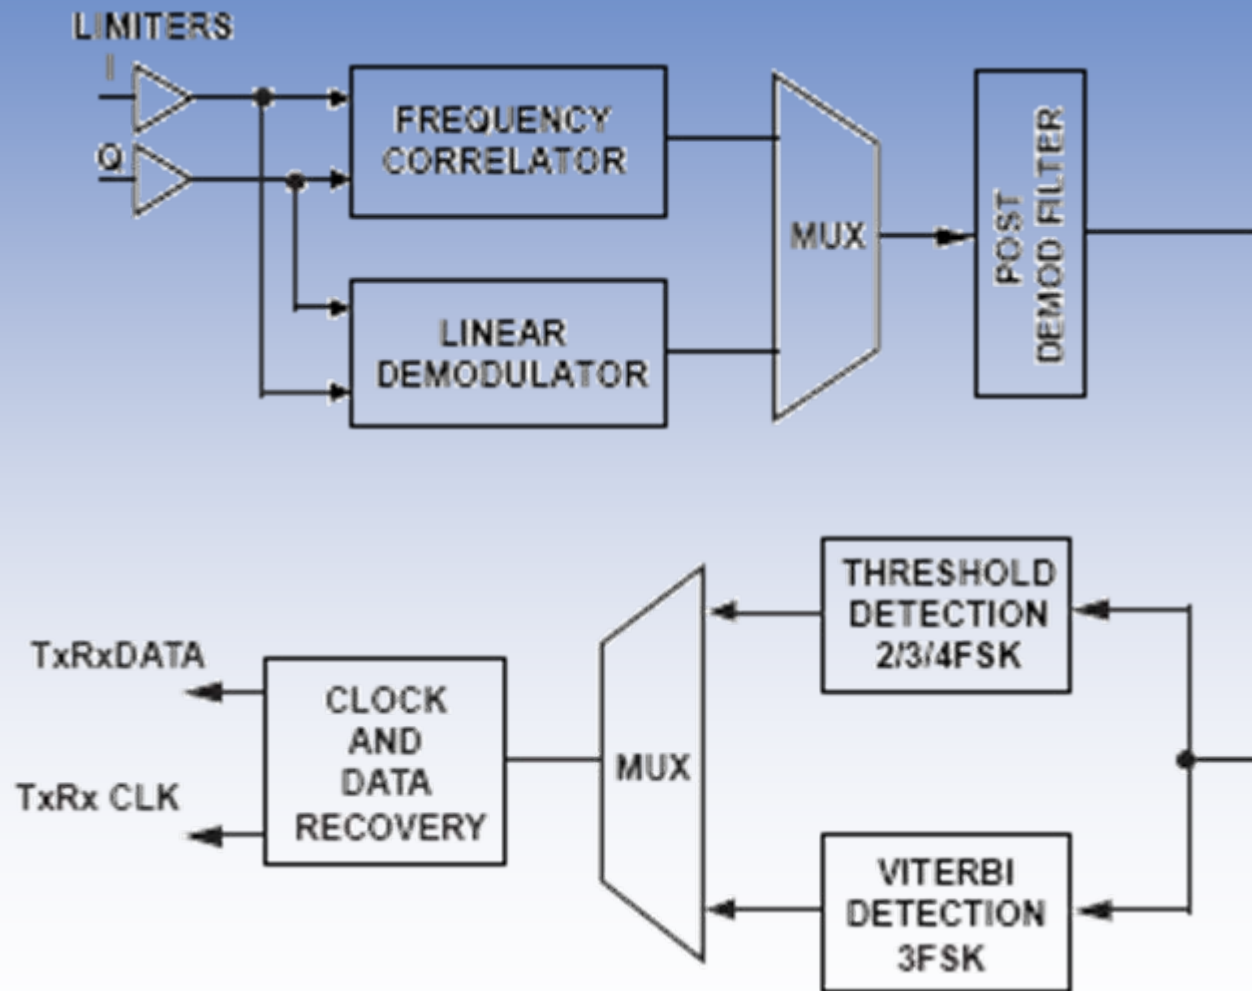 LIMITERS
I
Q
FREQUENCY
CORRELATOR
LINEAR
DEMODULATOR
MUX
POST
DEMOD FILTER
THRESHOLD
DETECTION
2/3/4FSK
VITERBI
DETECTION
3FSK
MUX
CLOCK
AND
DATA
RECOVERY
TxRxDATA
TxRx CLK